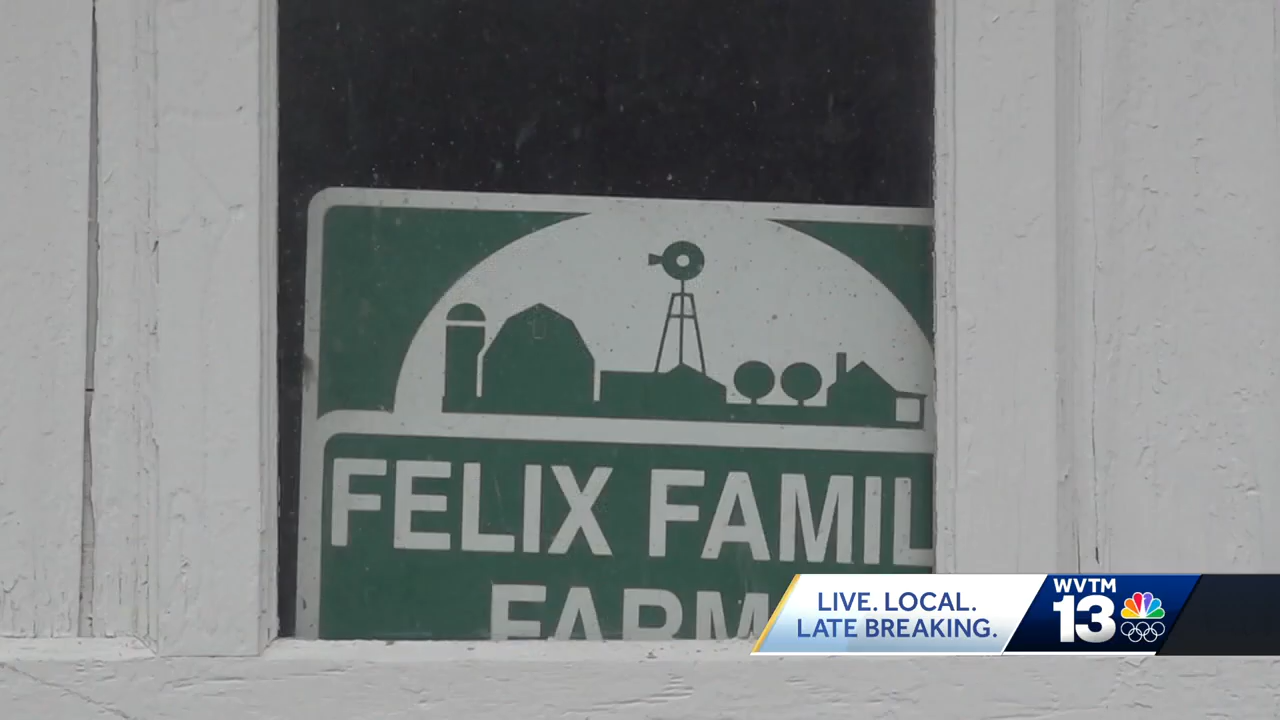 FELIX FAMIL
FARM
LIVE. LOCAL.
LATE BREAKING.
WVTM
13